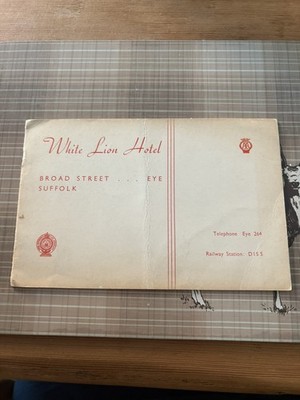 White Lion Hotel
BROAD STREET . . . EYE
SUFFOLK
Telephone Eye 264
Railway Station: DISS